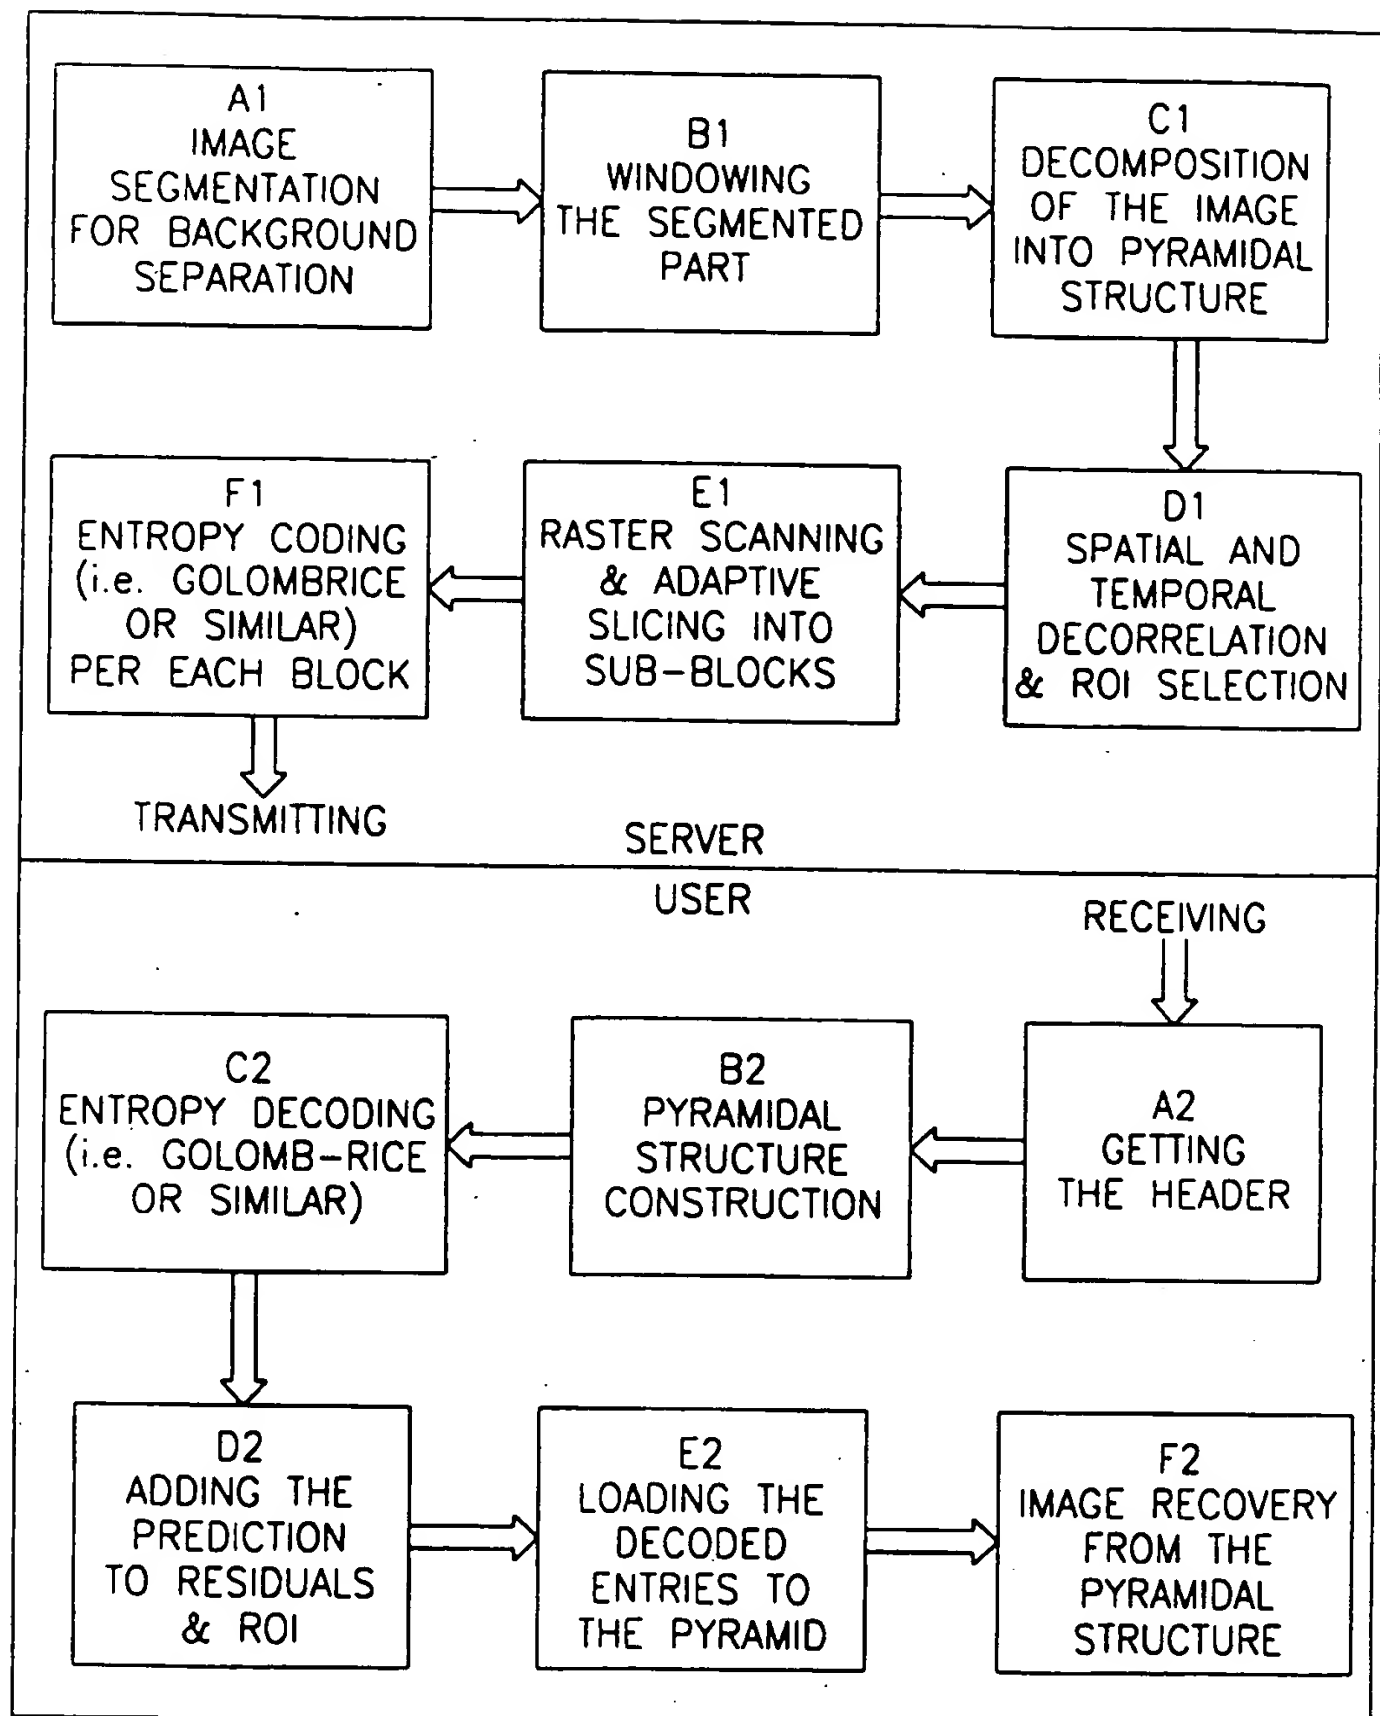 A1
IMAGE
SEGMENTATION
FOR BACKGROUND
SEPARATION
B1
WINDOWING
THE SEGMENTED
PART
C1
DECOMPOSITION
OF THE IMAGE
INTO PYRAMIDAL
STRUCTURE
D1
SPATIAL AND
TEMPORAL
DECORRELATION
& ROI SELECTION
E1
RASTER SCANNING
& ADAPTIVE
SLICING INTO
SUB-BLOCKS
F1
ENTROPY CODING
(i.e. GOLOMBRICE
OR SIMILAR)
PER EACH BLOCK
TRANSMITTING
SERVER
USER
RECEIVING
A2
GETTING
THE HEADER
B2
PYRAMIDAL
STRUCTURE
CONSTRUCTION
C2
ENTROPY DECODING
(i.e. GOLOMB-RICE
OR SIMILAR)
D2
ADDING THE
PREDICTION
TO RESIDUALS
& ROI
E2
LOADING THE
DECODED
ENTRIES TO
THE PYRAMID
F2
IMAGE RECOVERY
FROM THE
PYRAMIDAL
STRUCTURE